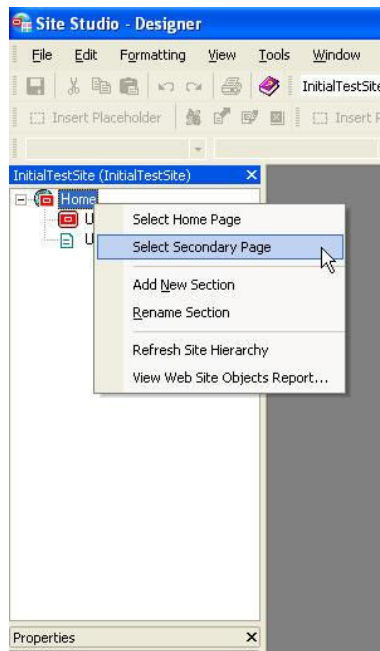 Site Studio - Designer
File Edit Formatting View Tools Window
InitialTestSite
Insert Placeholder Insert
InitialTestSite (InitialTestSite)
Home
Select Home Page
Select Secondary Page
Add New Section
Rename Section
Refresh Site Hierarchy
View Web Site Objects Report...
Properties